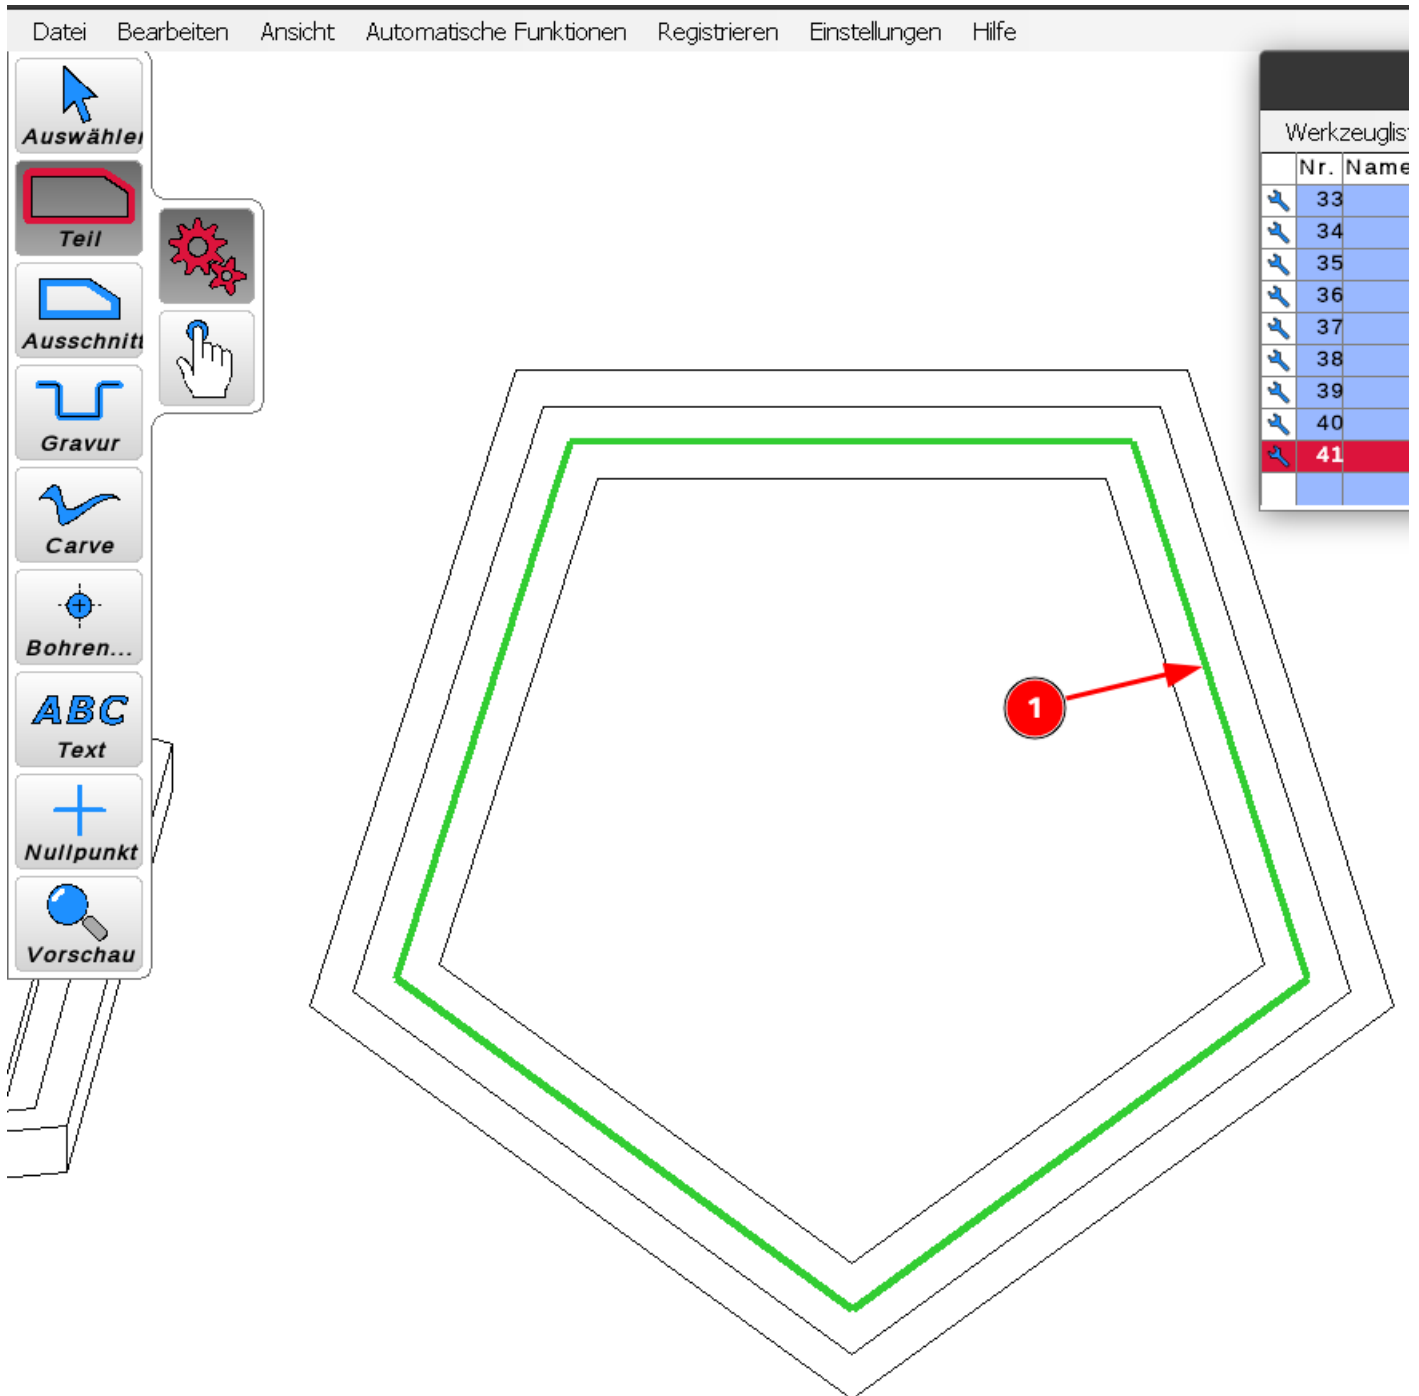 Datei Bearbeiten Ansicht Automatische Funktionen Registrieren Einstellungen Hilfe
Auswähle
Teil
Ausschnitt
Gravur
Carve
Bohren...
ABC
Text
Nullpunkt
Vorschau
1
Werkzeuglis
Nr. Name
33
34
35
36
37
38
39
40
41